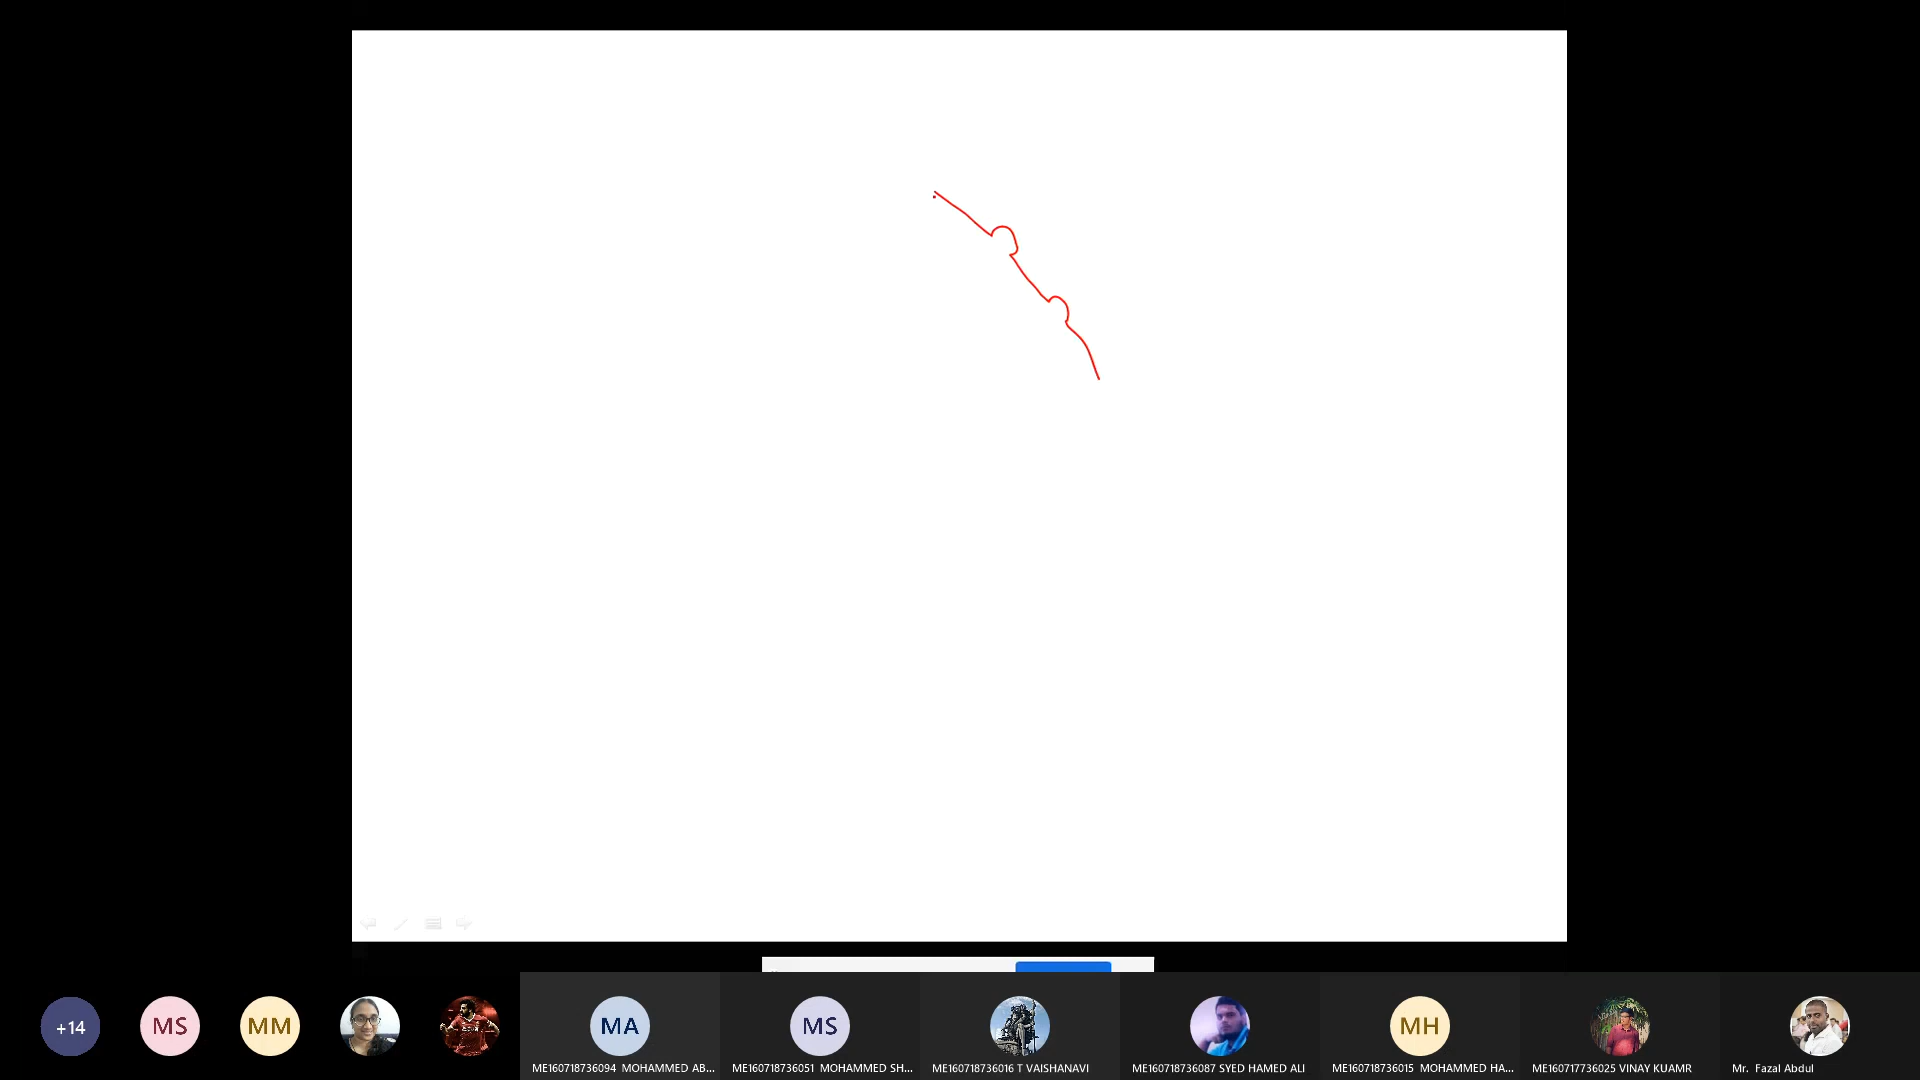 +14
MS
MM
MA
MS
MH
ME160718736094 MOHAMMED AB...
ME160718736051 MOHAMMED SH...
ME160718736016 T VAISHANAVI
ME160718736087 SYED HAMED ALI
ME160718736015 MOHAMMED HA...
ME160717736025 VINAY KUAMR
Mr. Fazal Abdul